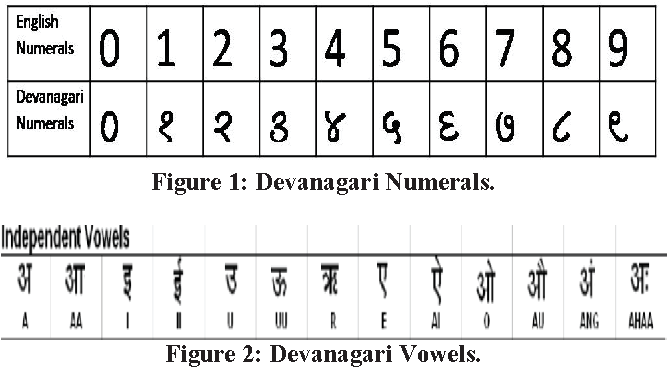 English
Numerals 0 1 2 3 4 5 6 7 8 9
Devanagari
Numerals ० १ २ ३ ४ ५ ६ ७ ८ ९
Figure 1: Devanagari Numerals.
Independent Vowels
अ आ इ ई उ ऊ ऋ ए ऐ ओ औ अं अः
A AA I II U UU R E AI O AU ANG AHAA
Figure 2: Devanagari Vowels.